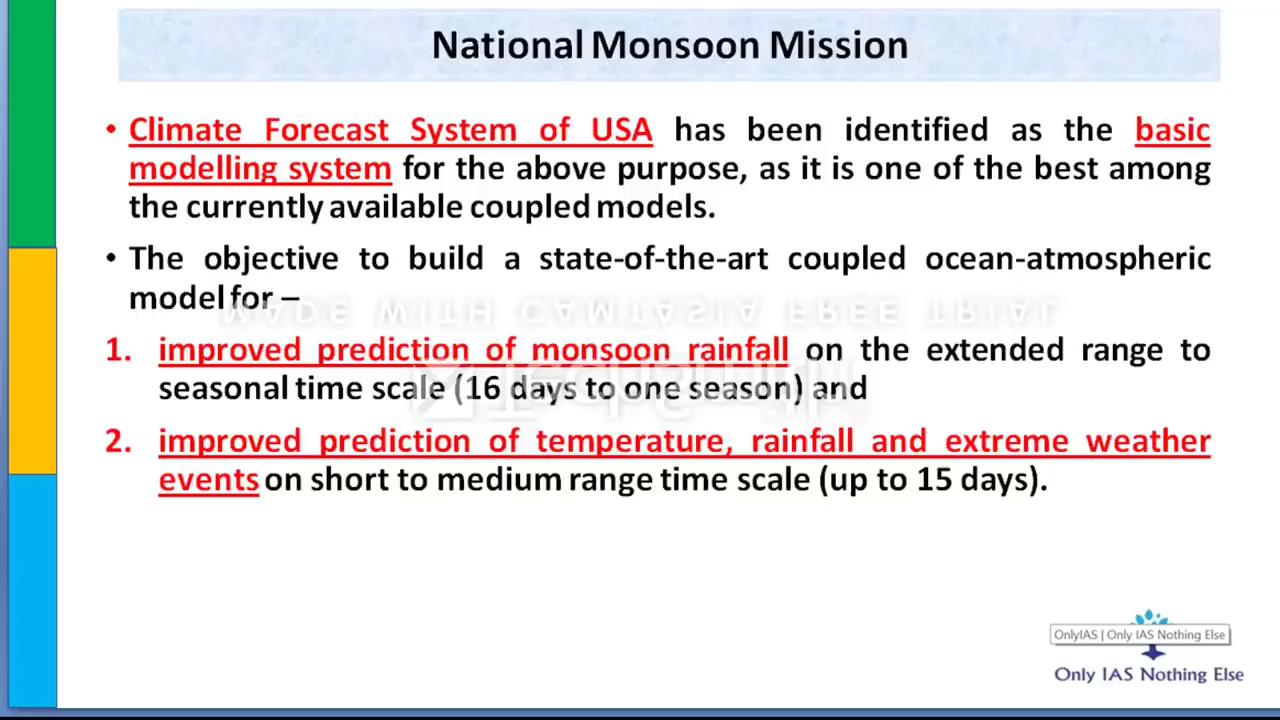 National Monsoon Mission
• Climate Forecast System of USA has been identified as the basic
modelling system for the above purpose, as it is one of the best among
the currently available coupled models.
• The objective to build a state-of-the-art coupled ocean-atmospheric
model for –
MADE WITH CAMTASIA FREE TRIAL
1. improved prediction of monsoon rainfall on the extended range to
seasonal time scale (16 days to one season) and
2. improved prediction of temperature, rainfall and extreme weather
events on short to medium range time scale (up to 15 days).
OnlyIAS | Only IAS Nothing Else
Only IAS Nothing Else